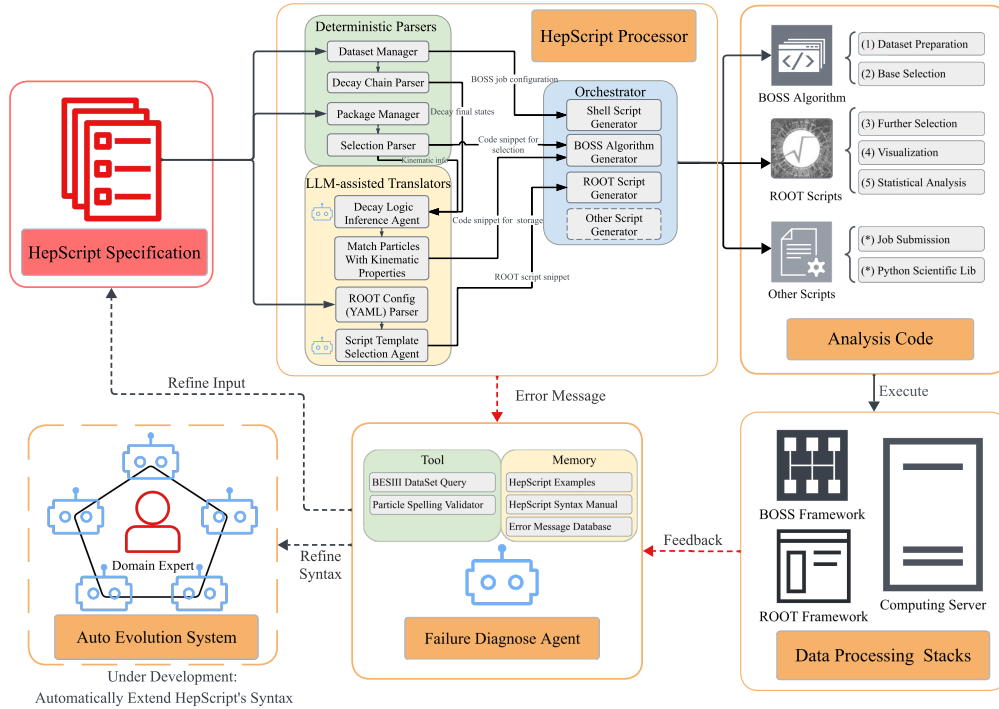 HepScript Specification
Deterministic Parsers
Dataset Manager
Decay Chain Parser
Package Manager
Selection Parser
LLM-assisted Translators
Decay Logic
Inference Agent
Match Particles
With Kinematic
Properties
ROOT Config
(YAML) Parser
Script Template
Selection Agent
HepScript Processor
BOSS job configuration
Decay final states
Code snippet for
selection
Kinematic info
Code snippet for storage
ROOT script snippet
Orchestrator
Shell Script
Generator
BOSS Algorithm
Generator
ROOT Script
Generator
Other Script
Generator
BOSS Algorithm
(1) Dataset Preparation
(2) Base Selection
ROOT Scripts
(3) Further Selection
(4) Visualization
(5) Statistical Analysis
Other Scripts
(*) Job Submission
(*) Python Scientific Lib
Analysis Code
Execute
Refine Input
Error Message
Domain Expert
Auto Evolution System
Under Development:
Automatically Extend HepScript's Syntax
Refine
Syntax
Tool
BESIII DataSet Query
Particle Spelling Validator
Memory
HepScript Examples
HepScript Syntax Manual
Error Message Database
Failure Diagnose Agent
Feedback
BOSS Framework
ROOT Framework
Computing Server
Data Processing Stacks